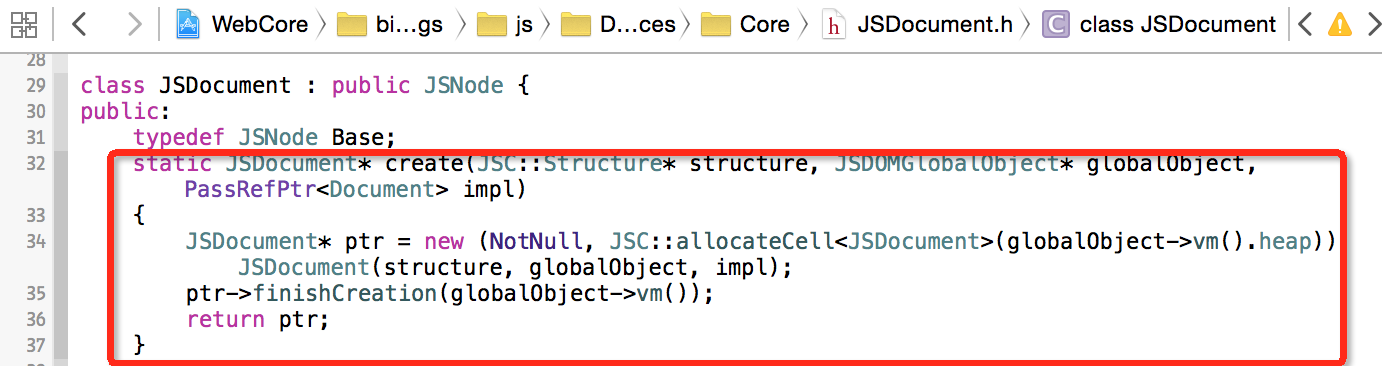 WebCore bi...gs js D...ces Core JSDocument.h C class JSDocument
28
29 class JSDocument : public JSNode {
30 public:
31 typedef JSNode Base;
32 static JSDocument* create(JSC::Structure* structure, JSDOMGlobalObject* globalObject,
PassRefPtr<Document> impl)
33 {
34 JSDocument* ptr = new (NotNull, JSC::allocateCell<JSDocument>(globalObject->vm().heap))
JSDocument(structure, globalObject, impl);
35 ptr->finishCreation(globalObject->vm());
36 return ptr;
37 }